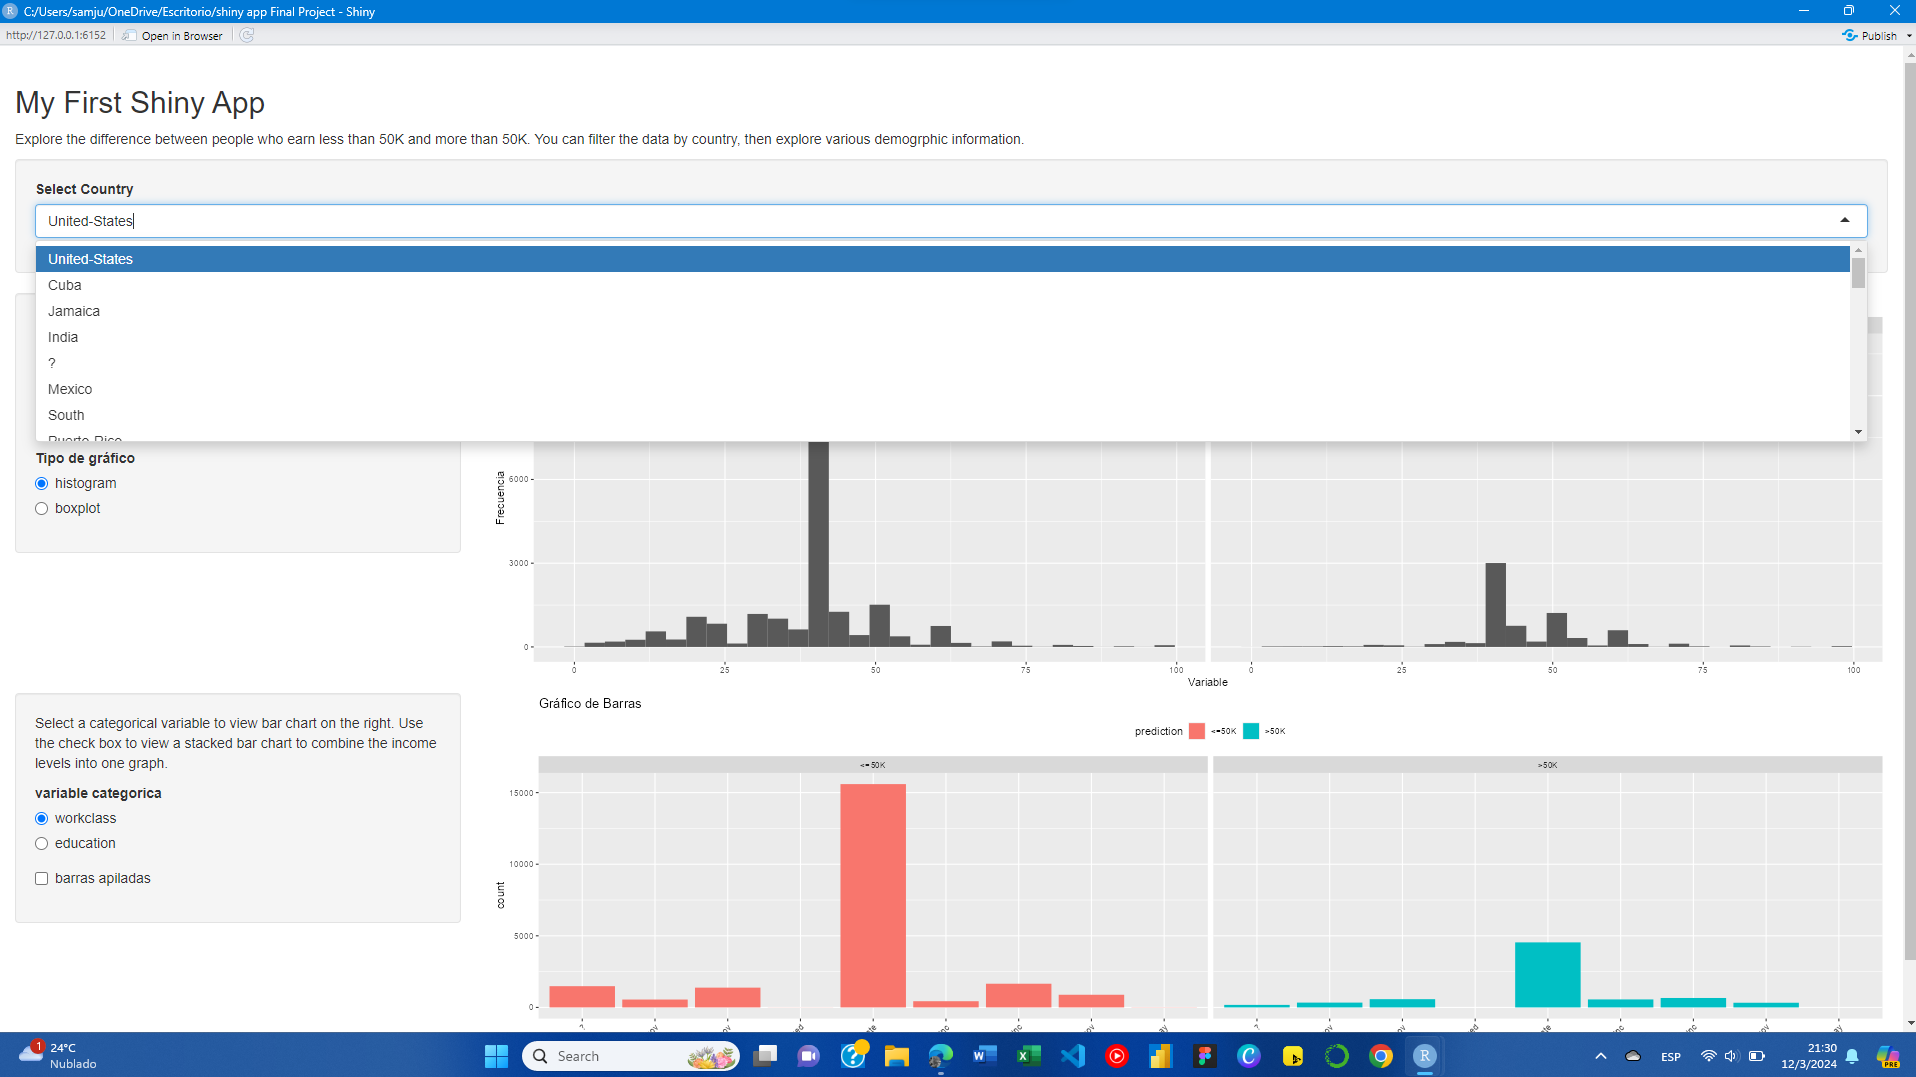 C:/Users/samju/OneDrive/Escritorio/shiny app Final Project - Shiny
http://127.0.0.1:6152
Open in Browser
Publish
My First Shiny App
Explore the difference between people who earn less than 50K and more than 50K. You can filter the data by country, then explore various demogrphic information.
Select Country
United-States
United-States
Cuba
Jamaica
India
?
Mexico
South
Puerto-Rico
Tipo de gráfico
histogram
boxplot
Frecuencia
6000
3000
0
0 25 50 75 100
0 25 50 75 100
Variable
Select a categorical variable to view bar chart on the right. Use
the check box to view a stacked bar chart to combine the income
levels into one graph.
variable categorica
workclass
education
barras apiladas
Gráfico de Barras
prediction <=50K >50K
<=50K
>50K
count
15000
10000
5000
0
24°C
Nublado
1
Search
ESP
21:30
12/3/2024
PRE